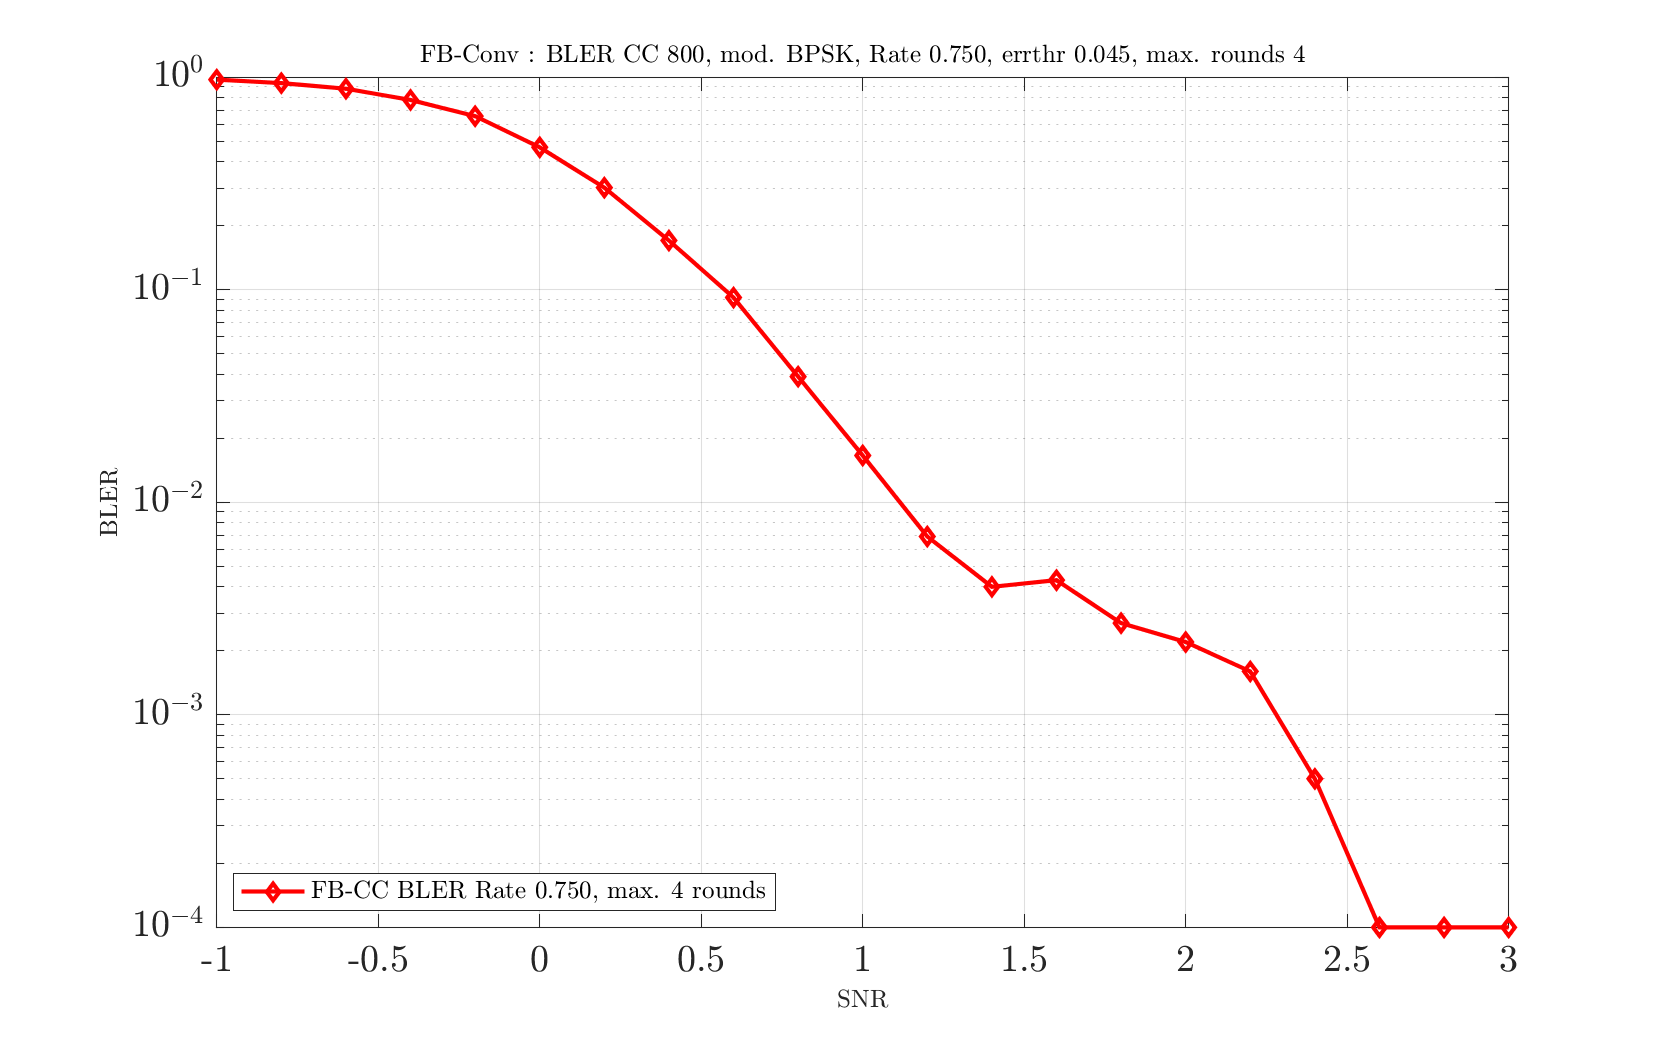 FB-Conv : BLER CC 800, mod. BPSK, Rate 0.750, errthr 0.045, max. rounds 4
10^0
10^-1
10^-2
10^-3
10^-4
BLER
FB-CC BLER Rate 0.750, max. 4 rounds
-1 -0.5 0 0.5 1 1.5 2 2.5 3
SNR